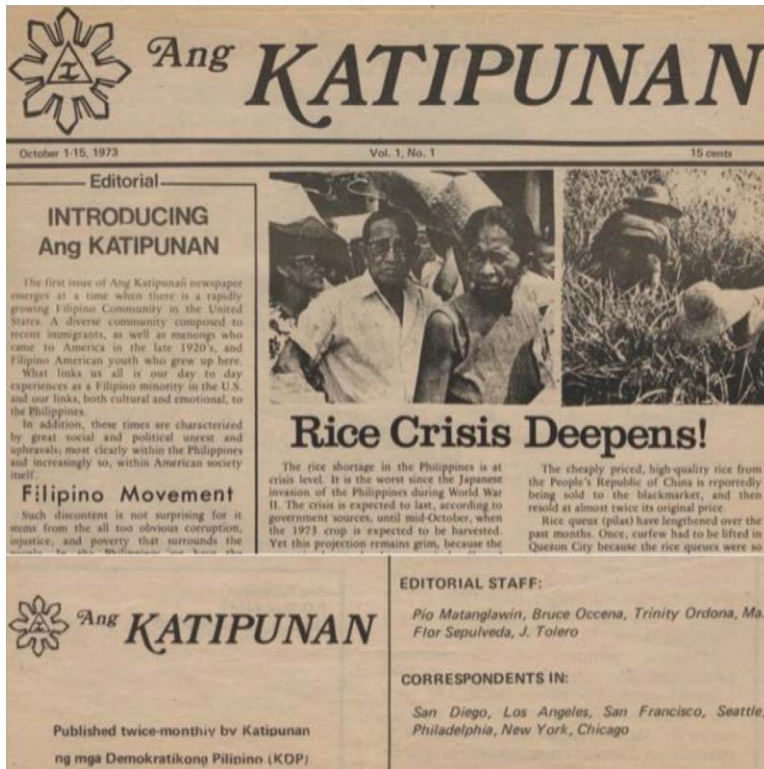 Ang KATIPUNAN
October 1-15, 1973 Vol. 1, No. 1 15 cents
Editorial
INTRODUCING
Ang KATIPUNAN
The first issue of Ang Katipunan newspaper
emerges at a time when there is a rapidly
growing Filipino Community in the United
States. A diverse community composed to
recent immigrants, as well as manongs who
came to America in the late 1920's, and
Filipino American youth who grew up here.
What links us all is our day to day
experiences as a Filipino minority in the U.S.
and our links, both cultural and emotional, to
the Philippines.
In addition, these times are characterized
by great social and political unrest and
upheavals, most clearly within the Philippines
and increasingly so, within American society
itself.
Filipino Movement
Such discontent is not surprising for it
stems from the all too obvious corruption,
injustice, and poverty that surrounds the
people. In the Philippines we have the
Rice Crisis Deepens!
The rice shortage in the Philippines is at
crisis level. It is the worst since the Japanese
invasion of the Philippines during World War
II. The crisis is expected to last, according to
government sources, until mid-October, when
the 1973 crop is expected to be harvested.
Yet this projection remains grim, because the
The cheaply priced, high-quality rice from
the People's Republic of China is reportedly
being sold to the blackmarket, and then
resold at almost twice its original price.
Rice queus (pilas) have lengthened over the
past months. Once, curfew had to be lifted in
Quezon City because the rice queues were so
Ang KATIPUNAN
Published twice-monthly by Katipunan
ng mga Demokratikong Pilipino (KDP)
EDITORIAL STAFF:
Pio Matanglawin, Bruce Occena, Trinity Ordona, Ma.
Flor Sepulveda, J. Tolero
CORRESPONDENTS IN:
San Diego, Los Angeles, San Francisco, Seattle,
Philadelphia, New York, Chicago